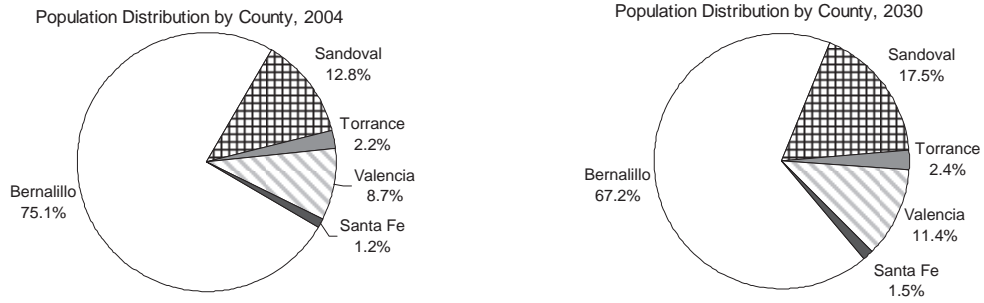 Population Distribution by County, 2004
Sandoval
12.8%
Torrance
2.2%
Valencia
8.7%
Santa Fe
1.2%
Bernalillo
75.1%
Population Distribution by County, 2030
Sandoval
17.5%
Torrance
2.4%
Valencia
11.4%
Santa Fe
1.5%
Bernalillo
67.2%